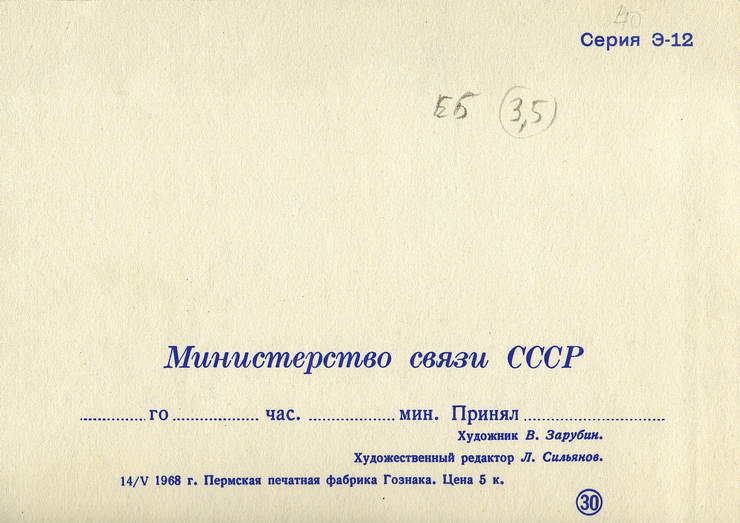 40
Серия Э-12
ББ 3,5
Министерство связи СССР
го час. мин. Принял
Художник В. Зарубин.
Художественный редактор Л. Сильянов.
14/V 1968 г. Пермская печатная фабрика Гознака. Цена 5 к.
30